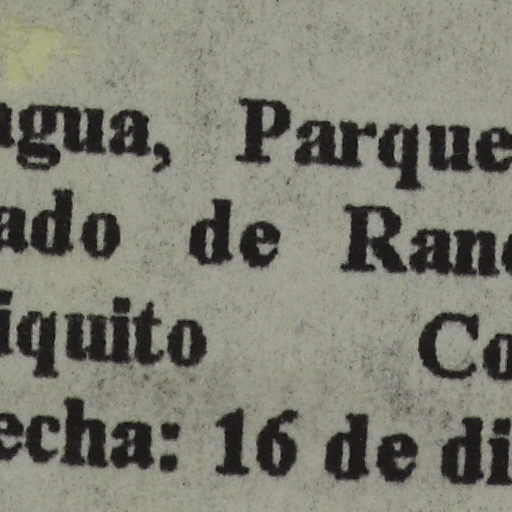 agua, Parque
ado de Ran
iquito Co
echa: 16 de di